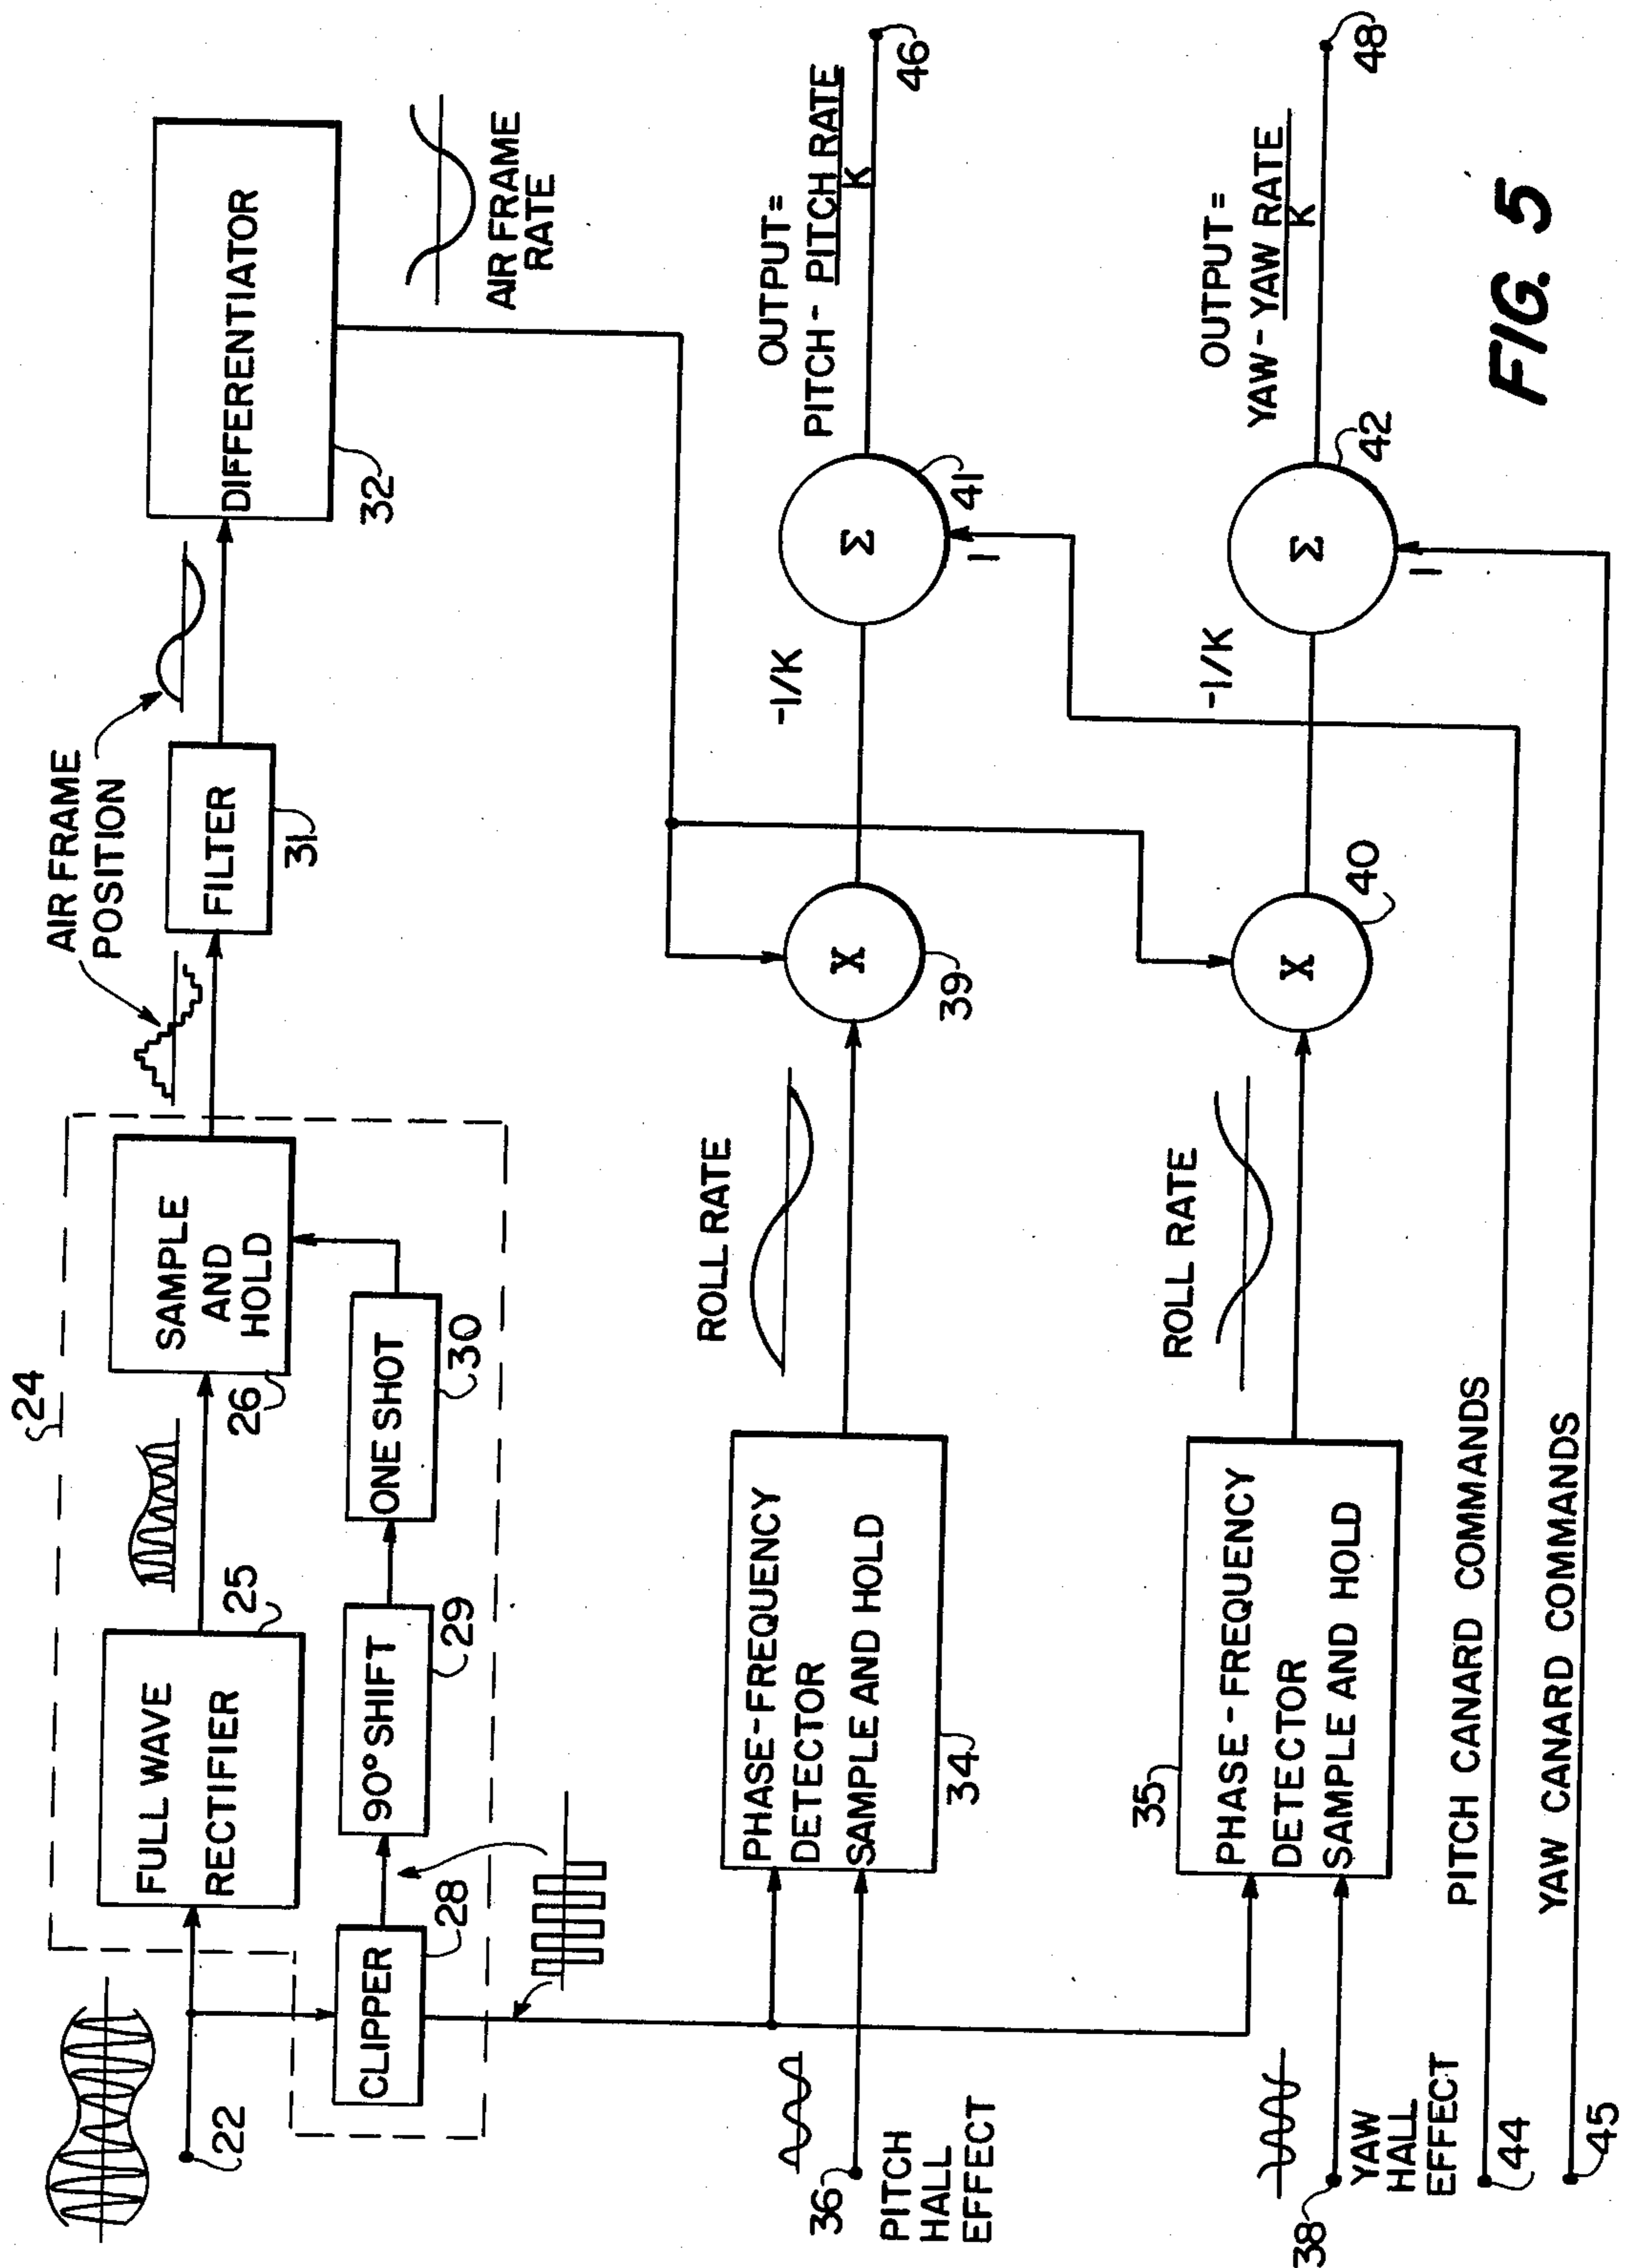 24
FULL WAVE
RECTIFIER
25
SAMPLE
AND
HOLD
26
AIR FRAME
POSITION
FILTER
31
DIFFERENTIATOR
32
AIR FRAME
RATE
22
CLIPPER
28
90° SHIFT
29
ONE SHOT
30
36
PITCH
HALL
EFFECT
PHASE-FREQUENCY
DETECTOR
SAMPLE AND HOLD
34
ROLL RATE
X
39
-1/K
Σ
41
1
OUTPUT=
PITCH - PITCH RATE
K
46
38
YAW
HALL
EFFECT
35
PHASE-FREQUENCY
DETECTOR
SAMPLE AND HOLD
ROLL RATE
X
40
-1/K
Σ
42
1
OUTPUT=
YAW - YAW RATE
K
48
44
PITCH CANARD COMMANDS
45
YAW CANARD COMMANDS
FIG. 5